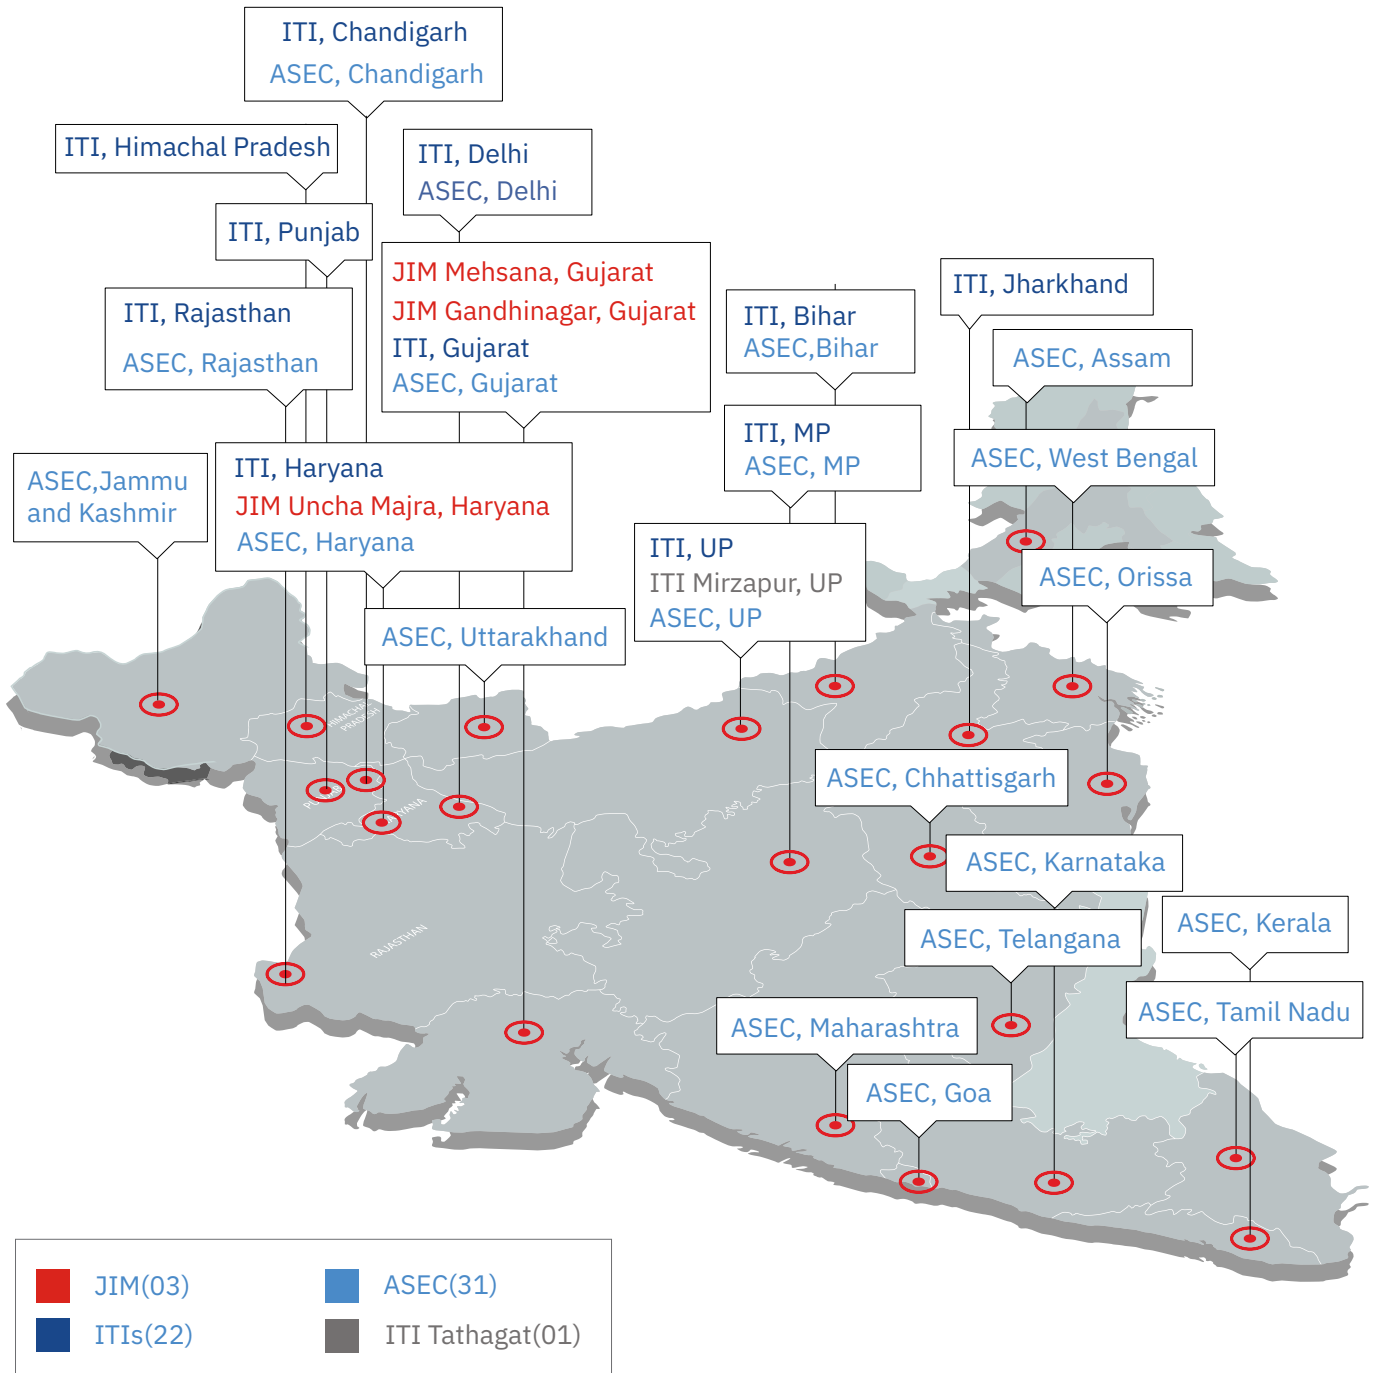 ITI, Chandigarh
ASEC, Chandigarh
ITI, Himachal Pradesh
ITI, Delhi
ASEC, Delhi
ITI, Punjab
JIM Mehsana, Gujarat
JIM Gandhinagar, Gujarat
ITI, Gujarat
ASEC, Gujarat
ITI, Rajasthan
ASEC, Rajasthan
ITI, Bihar
ASEC,Bihar
ITI, Jharkhand
ASEC, Assam
ITI, MP
ASEC, MP
ASEC, West Bengal
ASEC,Jammu
and Kashmir
ITI, Haryana
JIM Uncha Majra, Haryana
ASEC, Haryana
ITI, UP
ITI Mirzapur, UP
ASEC, UP
ASEC, Orissa
ASEC, Uttarakhand
HIMACHAL
PRADESH
ASEC, Chhattisgarh
ASEC, Karnataka
RAJASTHAN
ASEC, Telangana
ASEC, Kerala
ASEC, Tamil Nadu
ASEC, Maharashtra
ASEC, Goa
JIM(03)
ASEC(31)
ITIs(22)
ITI Tathagat(01)